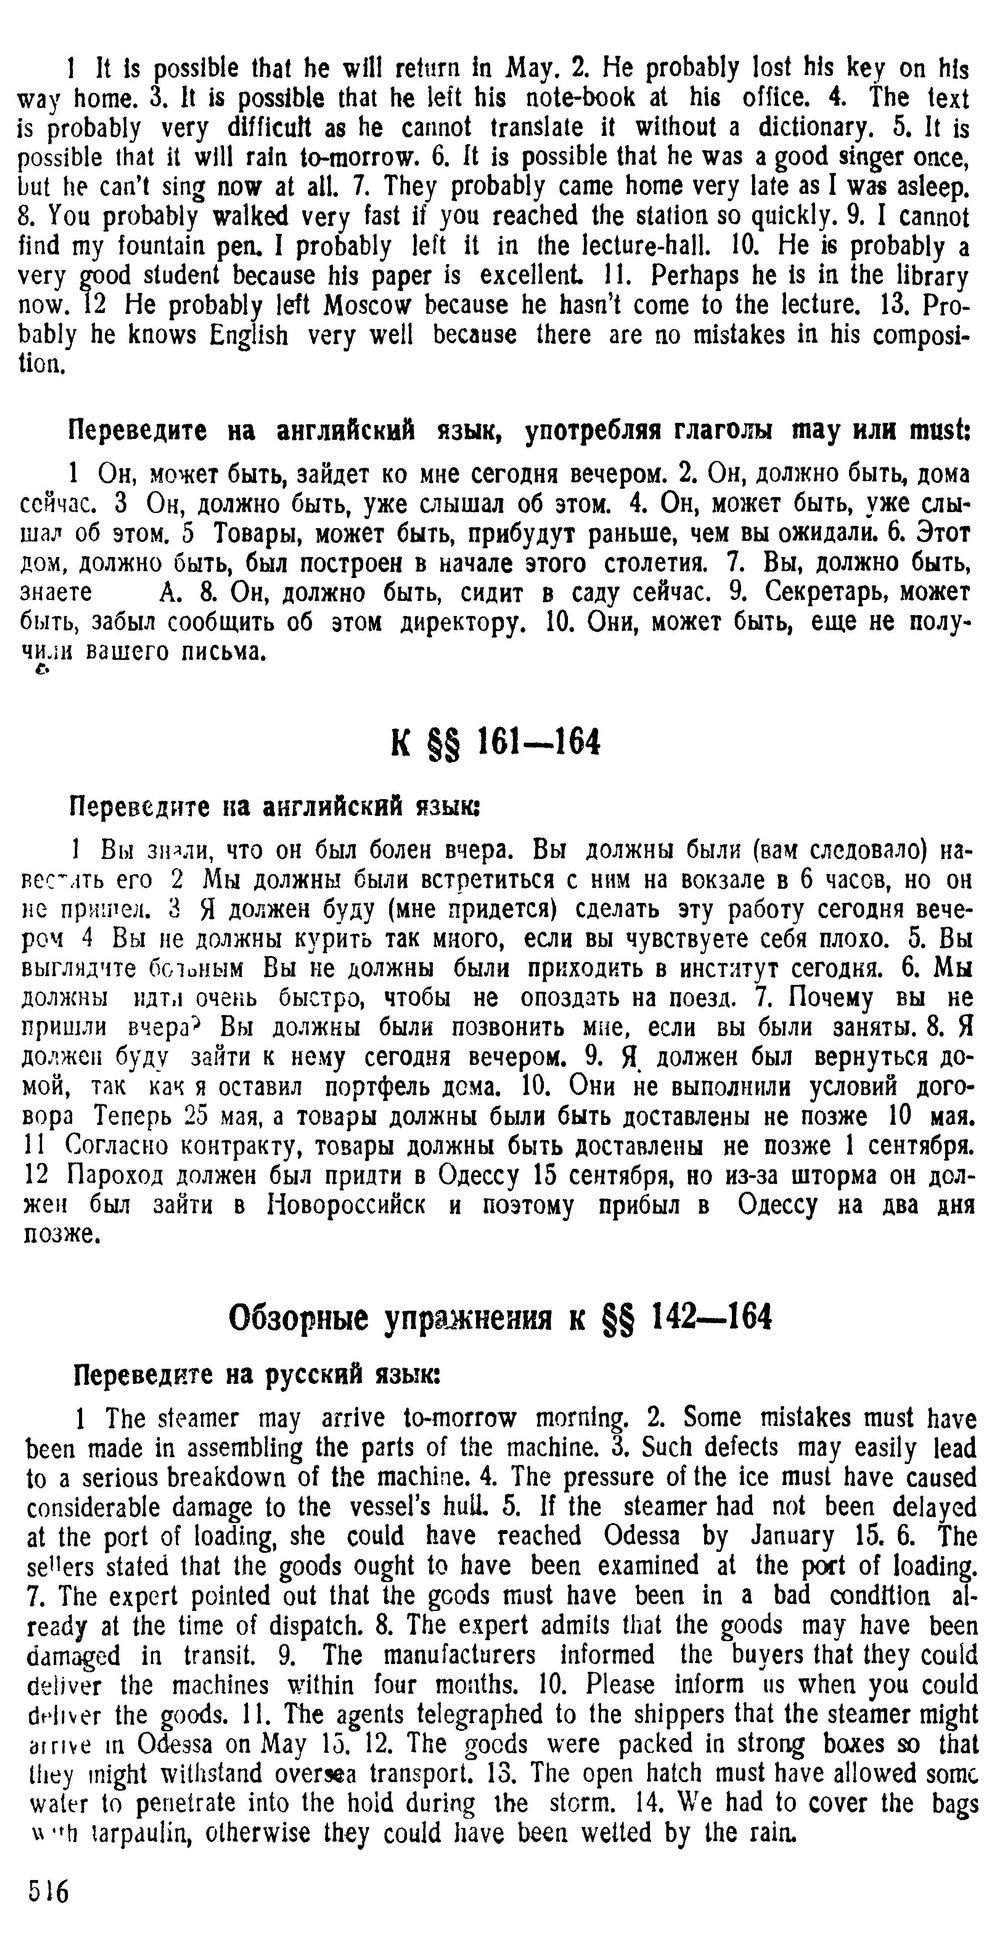 1 It is possible that he will return in May. 2. He probably lost his key on his
way home. 3. It is possible that he left his note-book at his office. 4. The text
is probably very difficult as he cannot translate it without a dictionary. 5. It is
possible that it will rain to-morrow. 6. It is possible that he was a good singer once,
but he can't sing now at all. 7. They probably came home very late as I was asleep.
8. You probably walked very fast if you reached the station so quickly. 9. I cannot
find my fountain pen. I probably left it in the lecture-hall. 10. He is probably a
very good student because his paper is excellent. 11. Perhaps he is in the library
now. 12 He probably left Moscow because he hasn't come to the lecture. 13. Pro-
bably he knows English very well because there are no mistakes in his composi-
tion.
Переведите на английский язык, употребляя глаголы may или must:
1 Он, может быть, зайдет ко мне сегодня вечером. 2. Он, должно быть, дома
сейчас. 3 Он, должно быть, уже слышал об этом. 4. Он, может быть, уже слы-
шал об этом. 5 Товары, может быть, прибудут раньше, чем вы ожидали. 6. Этот
дом, должно быть, был построен в начале этого столетия. 7. Вы, должно быть,
знаете А. 8. Он, должно быть, сидит в саду сейчас. 9. Секретарь, может
быть, забыл сообщить об этом директору. 10. Они, может быть, еще не полу-
чили вашего письма.
К §§ 161—164
Переведите на английский язык:
1 Вы знали, что он был болен вчера. Вы должны были (вам следовало) на-
вестить его 2 Мы должны были встретиться с ним на вокзале в 6 часов, но он
не пришел. 3 Я должен буду (мне придется) сделать эту работу сегодня вече-
ром 4 Вы не должны курить так много, если вы чувствуете себя плохо. 5. Вы
выглядите больным Вы не должны были приходить в институт сегодня. 6. Мы
должны идти очень быстро, чтобы не опоздать на поезд. 7. Почему вы не
пришли вчера? Вы должны были позвонить мне, если вы были заняты. 8. Я
должен буду зайти к нему сегодня вечером. 9. Я должен был вернуться до-
мой, так как я оставил портфель дома. 10. Они не выполнили условий дого-
вора Теперь 25 мая, а товары должны были быть доставлены не позже 10 мая.
11 Согласно контракту, товары должны быть доставлены не позже 1 сентября.
12 Пароход должен был придти в Одессу 15 сентября, но из-за шторма он дол-
жен был зайти в Новороссийск и поэтому прибыл в Одессу на два дня
позже.
Обзорные упражнения к §§ 142—164
Переведите на русский язык:
1 The steamer may arrive to-morrow morning. 2. Some mistakes must have
been made in assembling the parts of the machine. 3. Such defects may easily lead
to a serious breakdown of the machine. 4. The pressure of the ice must have caused
considerable damage to the vessel's hull. 5. If the steamer had not been delayed
at the port of loading, she could have reached Odessa by January 15. 6. The
sellers stated that the goods ought to have been examined at the port of loading.
7. The expert pointed out that the goods must have been in a bad condition al-
ready at the time of dispatch. 8. The expert admits that the goods may have been
damaged in transit. 9. The manufacturers informed the buyers that they could
deliver the machines within four months. 10. Please inform us when you could
deliver the goods. 11. The agents telegraphed to the shippers that the steamer might
arrive in Odessa on May 15. 12. The goods were packed in strong boxes so that
they might withstand oversea transport. 13. The open hatch must have allowed some
water to penetrate into the hold during the storm. 14. We had to cover the bags
with tarpaulin, otherwise they could have been wetted by the rain.
516